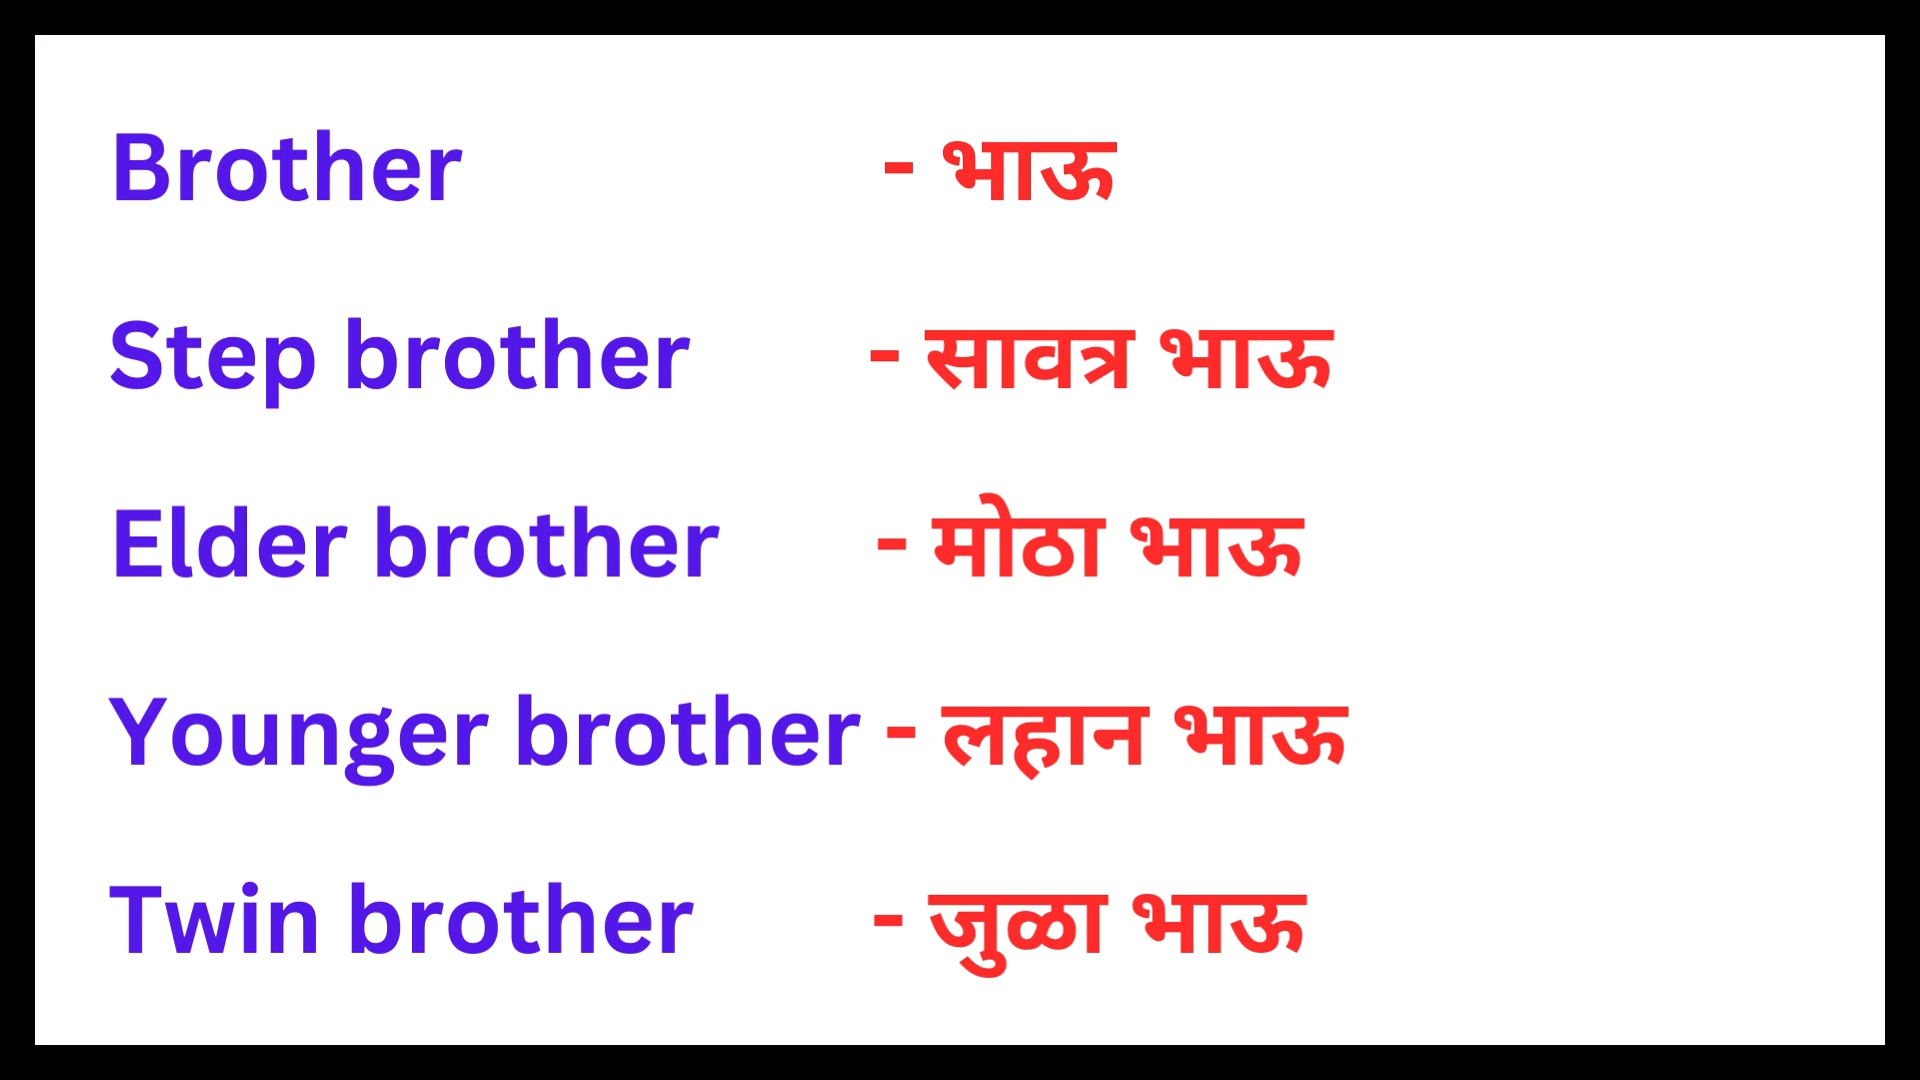 Brother - भाऊ
Step brother - सावत्र भाऊ
Elder brother - मोठा भाऊ
Younger brother - लहान भाऊ
Twin brother - जुळा भाऊ